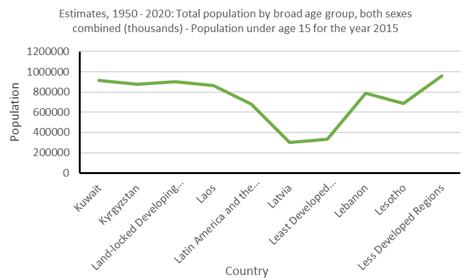 Estimates, 1950 - 2020: Total population by broad age group, both sexes
combined (thousands) - Population under age 15 for the year 2015
Population
1200000
1000000
800000
600000
400000
200000
0
Kuwait
Kyrgyzstan
Land-locked Developing...
Laos
Latin America and the...
Latvia
Least Developed...
Lebanon
Lesotho
Less Developed Regions
Country